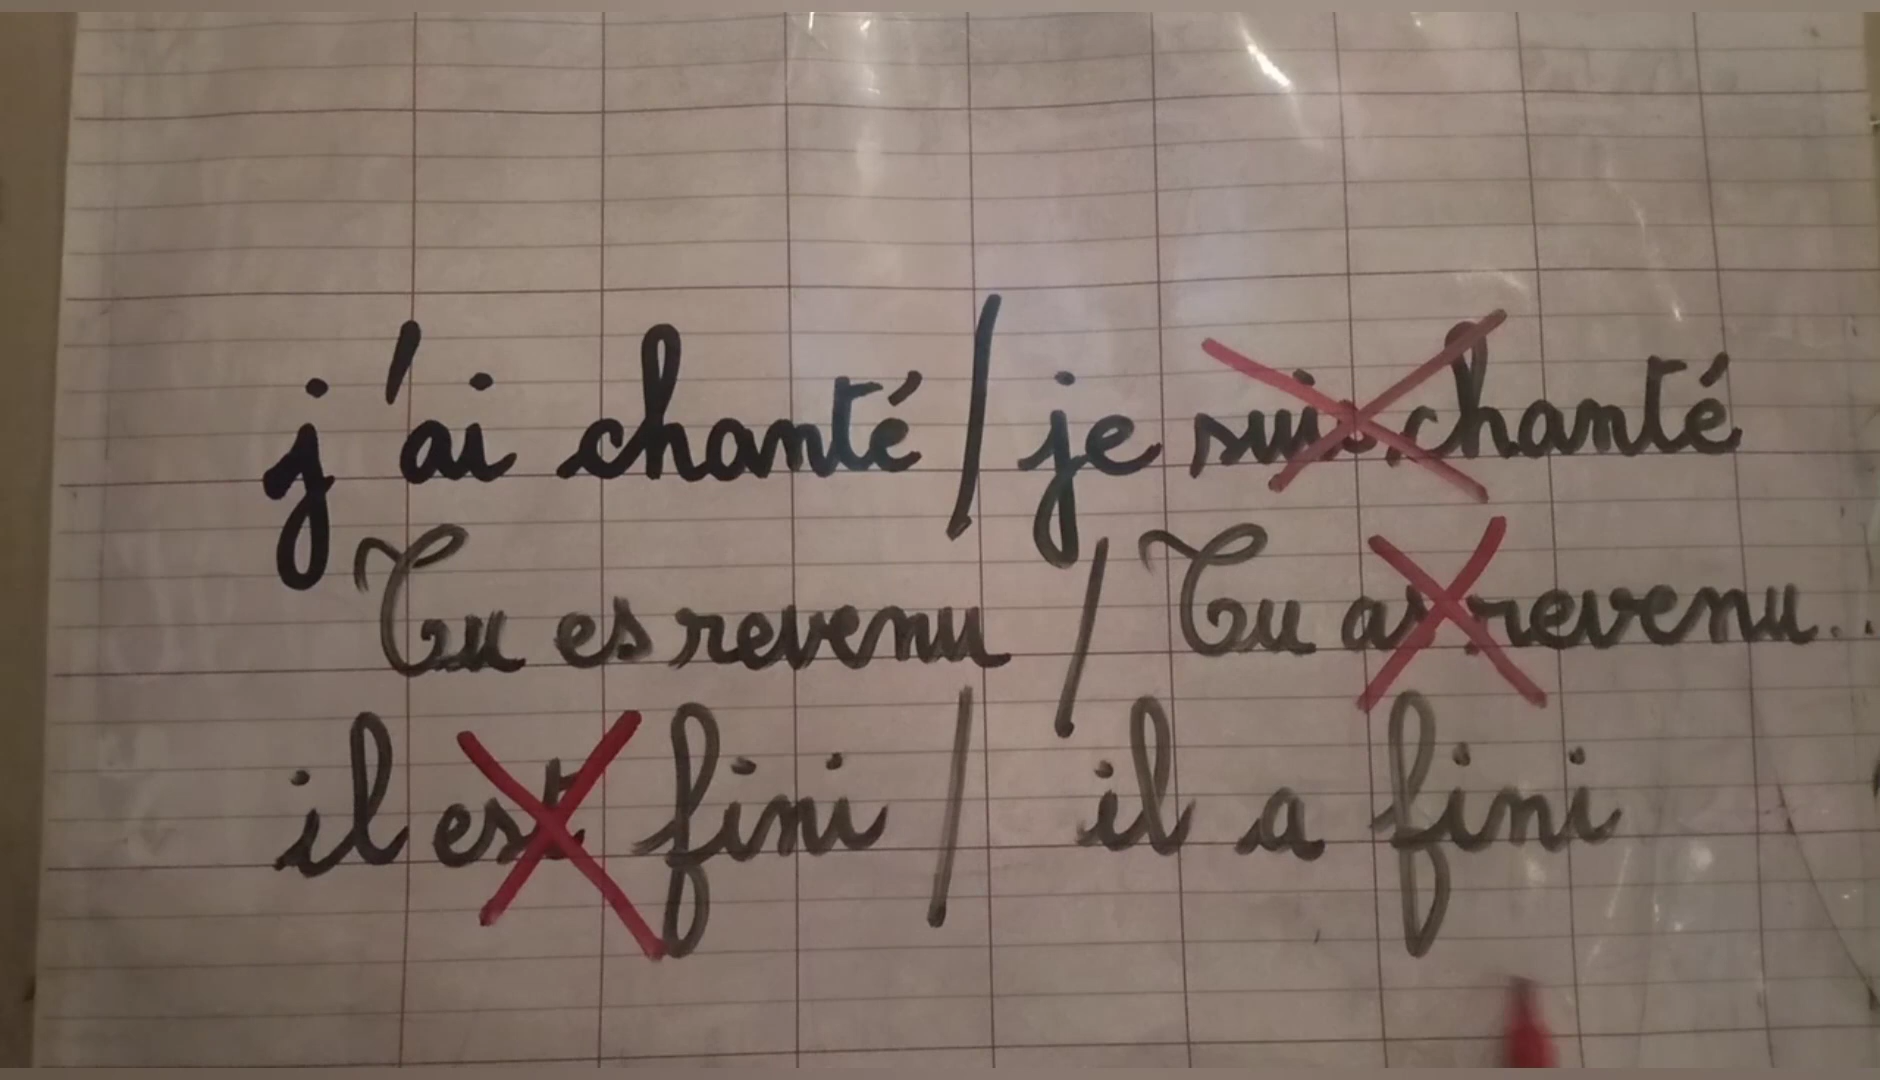 j'ai chanté / je suis chanté
Tu es revenu / Tu as revenu..
il est fini / il a fini